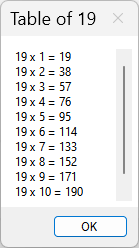 Table of 19
19 x 1 = 19
19 x 2 = 38
19 x 3 = 57
19 x 4 = 76
19 x 5 = 95
19 x 6 = 114
19 x 7 = 133
19 x 8 = 152
19 x 9 = 171
19 x 10 = 190
OK